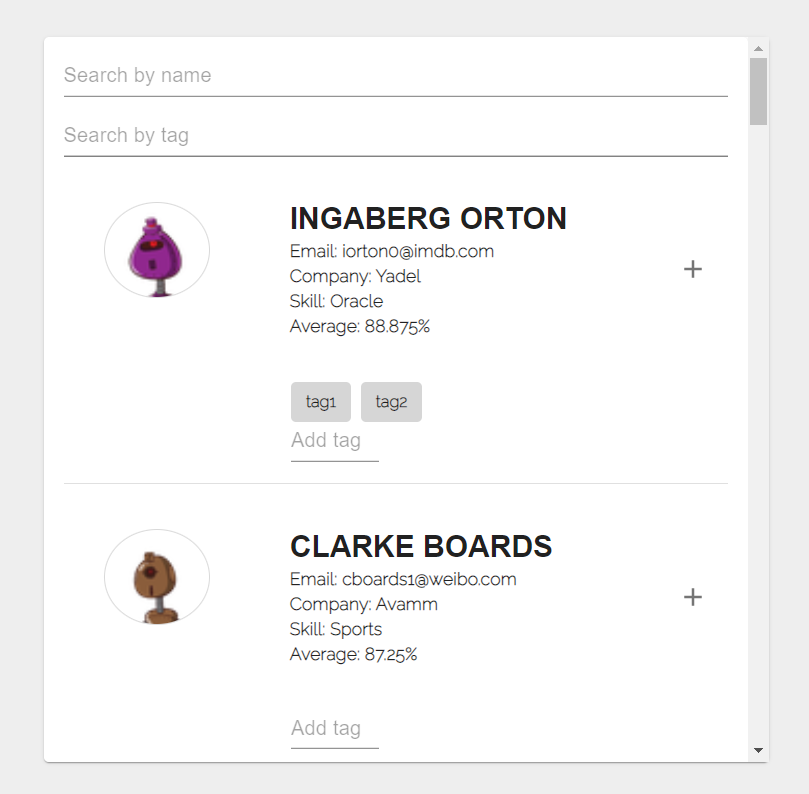 Search by name
Search by tag
INGABERG ORTON
Email: iorton0@imdb.com
Company: Yadel
Skill: Oracle
Average: 88.875%
tag1 tag2
Add tag
CLARKE BOARDS
Email: cboards1@weibo.com
Company: Avamm
Skill: Sports
Average: 87.25%
Add tag